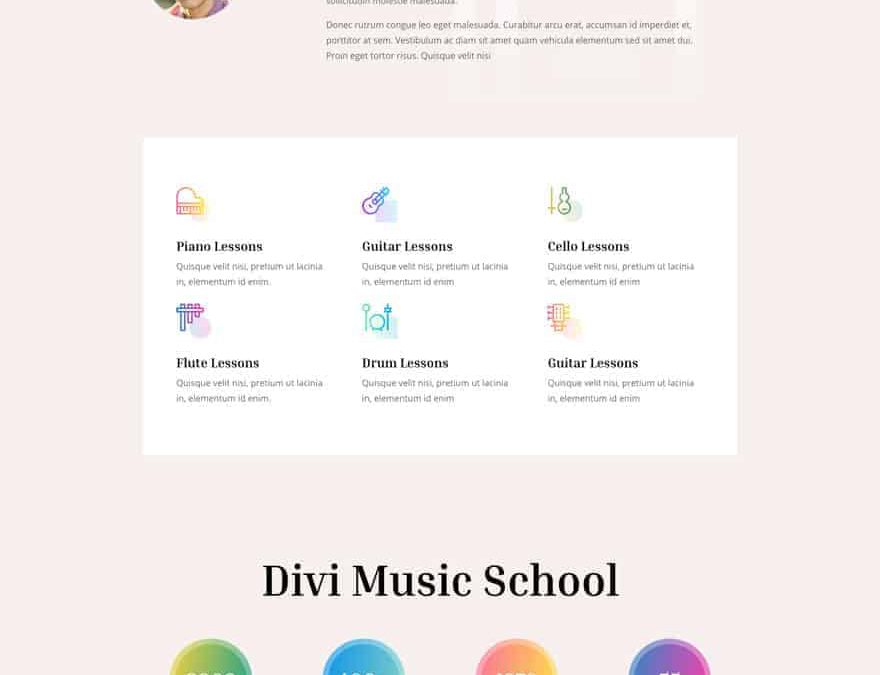 sollicitudin molestie malesuada.
Donec rutrum congue leo eget malesuada. Curabitur arcu erat, accumsan id imperdiet et,
porttitor at sem. Vestibulum ac diam sit amet quam vehicula elementum sed sit amet dui.
Proin eget tortor risus. Quisque velit nisi
Piano Lessons
Quisque velit nisi, pretium ut lacinia
in, elementum id enim.
Guitar Lessons
Quisque velit nisi, pretium ut lacinia
in, elementum id enim
Cello Lessons
Quisque velit nisi, pretium ut lacinia
in, elementum id enim
Flute Lessons
Quisque velit nisi, pretium ut lacinia
in, elementum id enim.
Drum Lessons
Quisque velit nisi, pretium ut lacinia
in, elementum id enim
Guitar Lessons
Quisque velit nisi, pretium ut lacinia
in, elementum id enim
Divi Music School